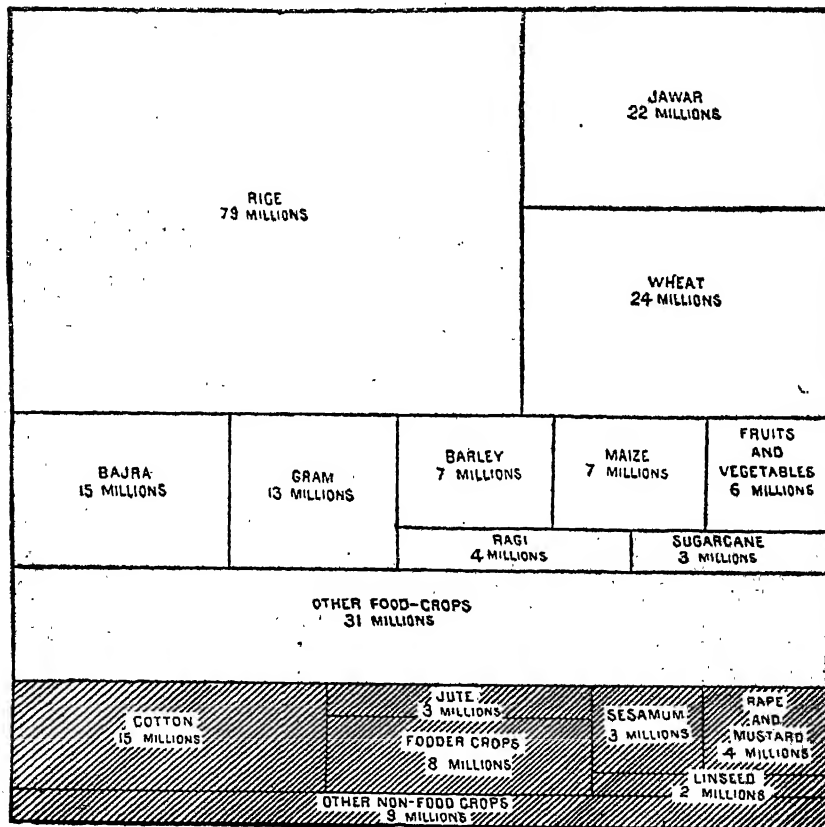 RICE
79 MILLIONS
JAWAR
22 MILLIONS
WHEAT
24 MILLIONS
BAJRA
15 MILLIONS
GRAM
13 MILLIONS
BARLEY
7 MILLIONS
MAIZE
7 MILLIONS
FRUITS
AND
VEGETABLES
6 MILLIONS
RAGI
4 MILLIONS
SUGARCANE
3 MILLIONS
OTHER FOOD-CROPS
31 MILLIONS
COTTON
15 MILLIONS
JUTE
3 MILLIONS
FODDER CROPS
8 MILLIONS
SESAMUM
3 MILLIONS
RAPE
AND
MUSTARD
4 MILLIONS
LINSEED
2 MILLIONS
OTHER NON-FOOD CROPS
9 MILLIONS